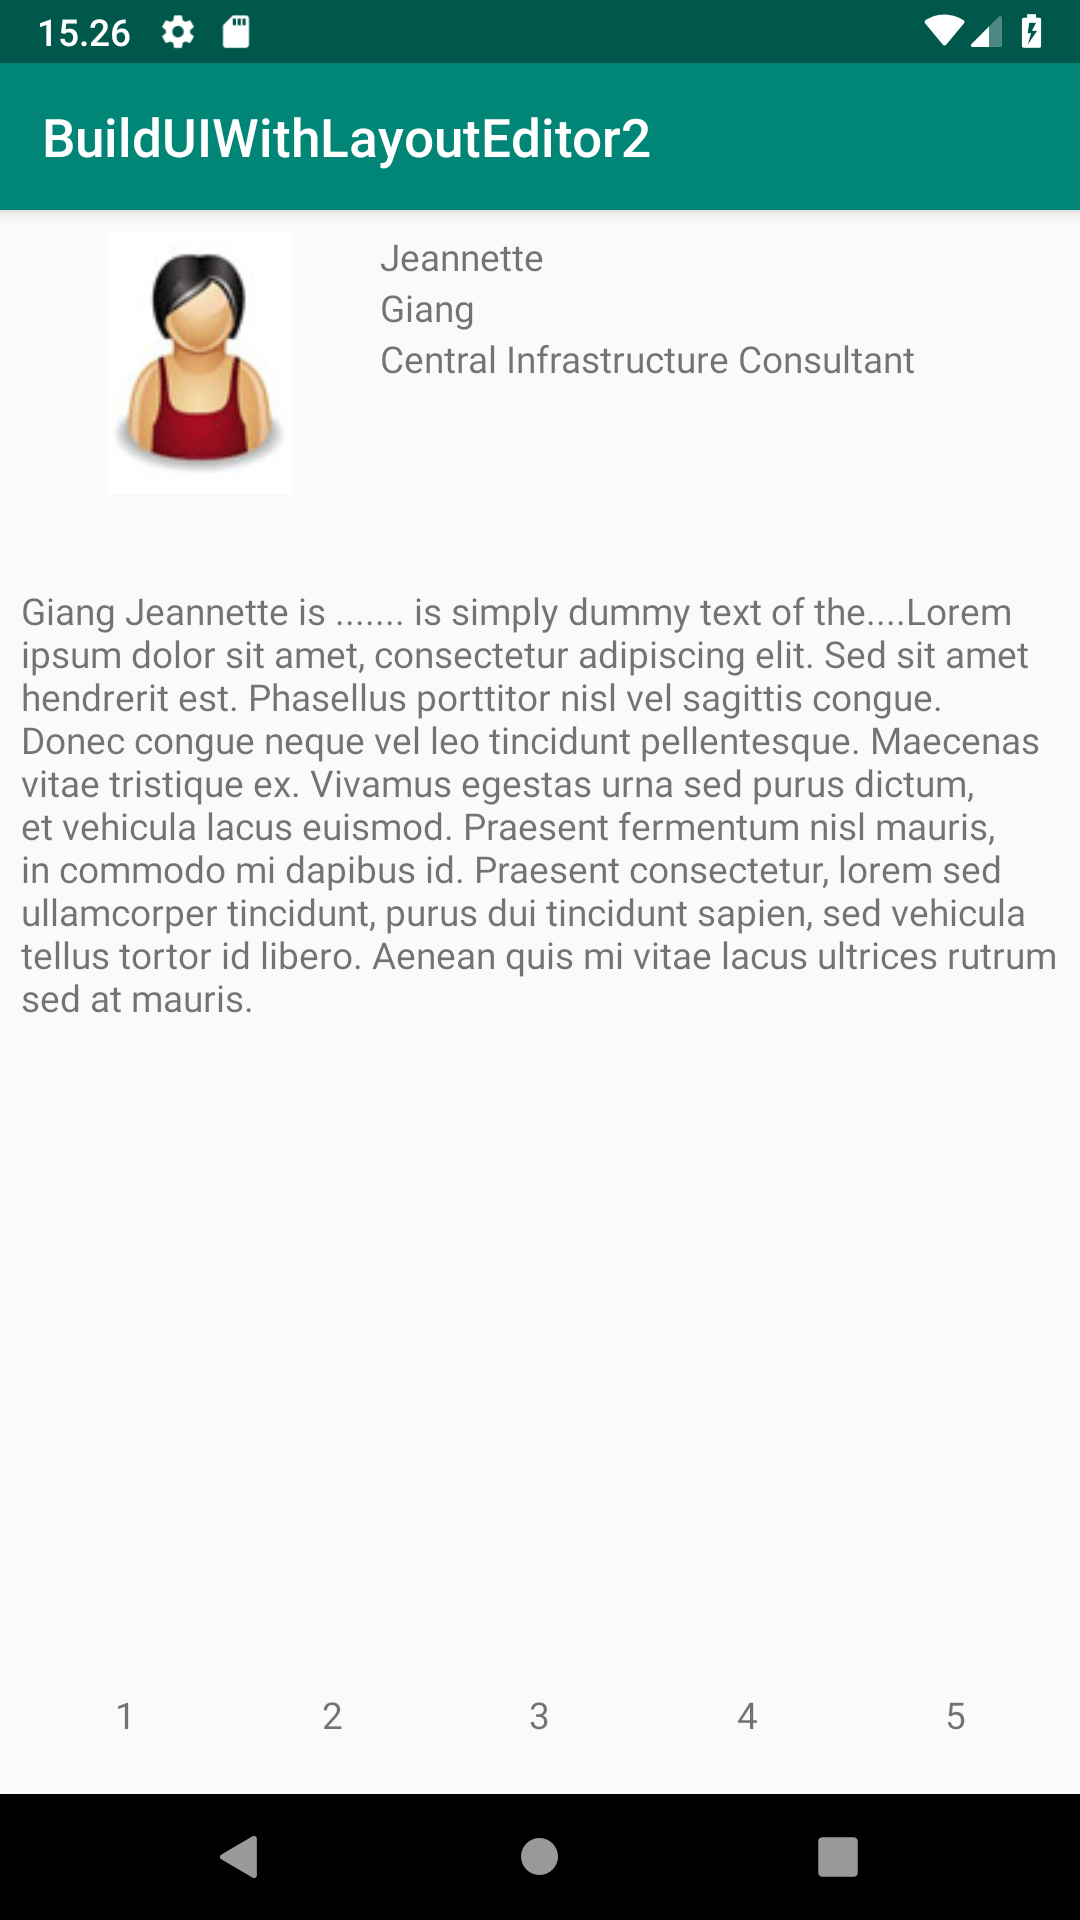 15.26
BuildUIWithLayoutEditor2
Jeannette
Giang
Central Infrastructure Consultant
Giang Jeannette is ....... is simply dummy text of the....Lorem
ipsum dolor sit amet, consectetur adipiscing elit. Sed sit amet
hendrerit est. Phasellus porttitor nisl vel sagittis congue.
Donec congue neque vel leo tincidunt pellentesque. Maecenas
vitae tristique ex. Vivamus egestas urna sed purus dictum,
et vehicula lacus euismod. Praesent fermentum nisl mauris,
in commodo mi dapibus id. Praesent consectetur, lorem sed
ullamcorper tincidunt, purus dui tincidunt sapien, sed vehicula
tellus tortor id libero. Aenean quis mi vitae lacus ultrices rutrum
sed at mauris.
1 2 3 4 5